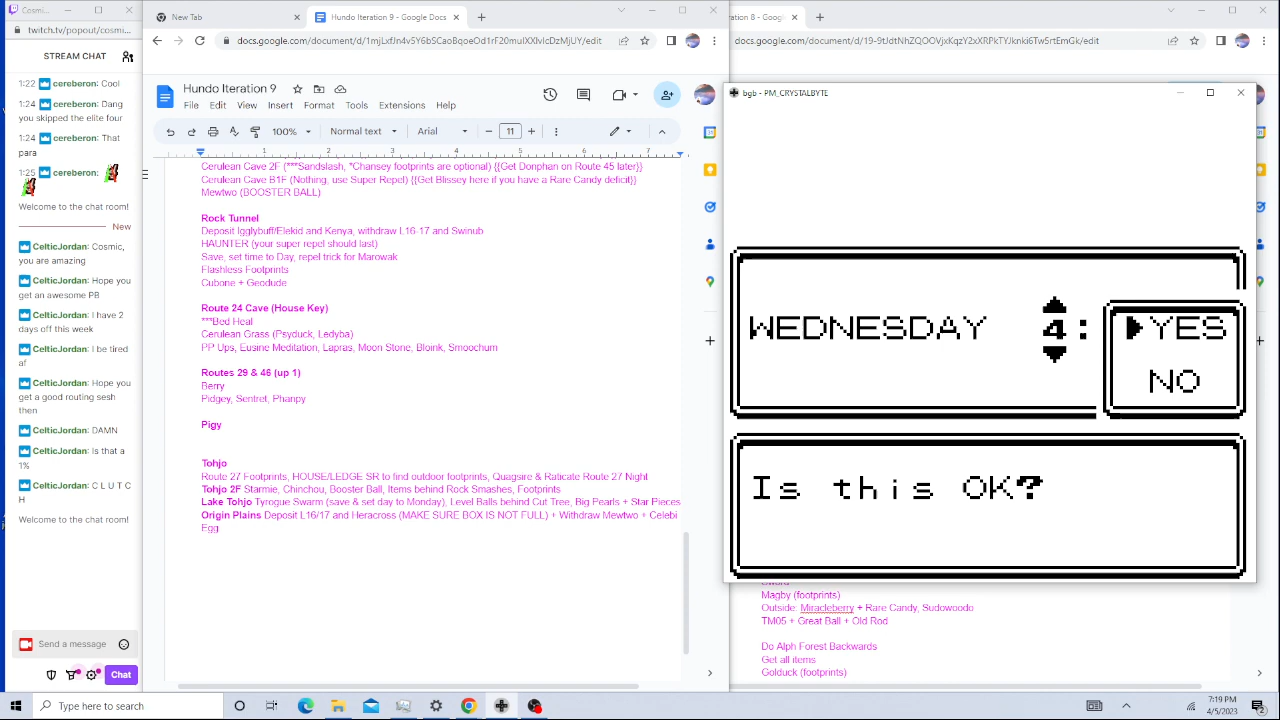 Cosmi
twitch.tv/popout/cosmi
STREAM CHAT
1:22 cereberon: Cool
1:24 cereberon: Dang
you skipped the elite four
1:24 cereberon: That
para
1:25 cereberon:
Welcome to the chat room!
New
CelticJordan: Cosmic,
you are amazing
CelticJordan: Hope you
get an awesome PB
CelticJordan: I have 2
days off this week
CelticJordan: I be tired
af
CelticJordan: Hope you
get a good routing sesh
then
CelticJordan: DAMN
CelticJordan: Is that a
1%
CelticJordan: C L U T C
H
Welcome to the chat room!
Send a message
Chat
New Tab
Hundo Iteration 9 - Google Docs
Hundo Iteration 9
File Edit View Insert Format Tools Extensions Help
100% Normal text Arial 11
1 2 3 4 5 6 7
Cerulean Cave 2F (***Sandslash, *Chansey footprints are optional) {{Get Donphan on Route 45 later}}
Cerulean Cave B1F (Nothing, use Super Repel) {{Get Blissey here if you have a Rare Candy deficit}}
Mewtwo (BOOSTER BALL)
Rock Tunnel
Deposit Igglybuff/Elekid and Kenya, withdraw L16-17 and Swinub
HAUNTER (your super repel should last)
Save, set time to Day, repel trick for Marowak
Flashless Footprints
Cubone + Geodude
Route 24 Cave (House Key)
**Bed Heal
Cerulean Grass (Psyduck, Ledyba)
PP Ups, Eusine Meditation, Lapras, Moon Stone, Bloink, Smoochum
Routes 29 & 46 (up 1)
Berry
Pidgey, Sentret, Phanpy
Pigy
Tohjo
Route 27 Footprints, HOUSE/LEDGE SR to find outdoor footprints, Quagsire & Raticate Route 27 Night
Tohjo 2F Starmie, Chinchou, Booster Ball, Items behind Rock Smashes, Footprints
Lake Tohjo Tyrogue Swarm (save & set day to Monday), Level Balls behind Cut Tree, Big Pearls + Star Pieces
Origin Plains Deposit L16/17 and Heracross (MAKE SURE BOX IS NOT FULL) + Withdraw Mewtwo + Celebi
Egg
bgb - PM_CRYSTALBYTE
WEDNESDAY 4:
YES
NO
Is this OK?
Magby (footprints)
Outside: Miracleberry + Rare Candy, Sudowoodo
TM05 + Great Ball + Old Rod
Do Alph Forest Backwards
Get all items
Golduck (footprints)
Type here to search
7:19 PM
4/5/2023